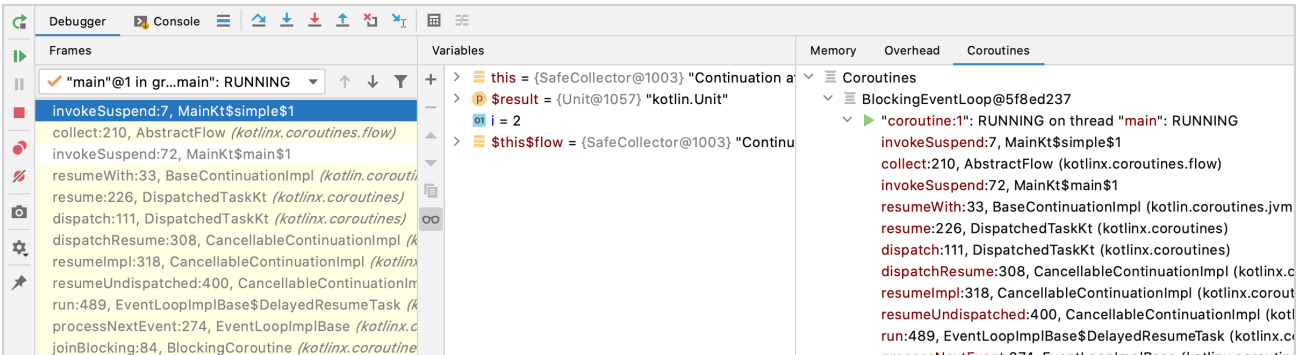 Debugger Console
Frames
"main"@1 in gr...main": RUNNING
invokeSuspend:7, MainKt$simple$1
collect:210, AbstractFlow (kotlinx.coroutines.flow)
invokeSuspend:72, MainKt$main$1
resumeWith:33, BaseContinuationImpl (kotlin.corouti
resume:226, DispatchedTaskKt (kotlinx.coroutines)
dispatch:111, DispatchedTaskKt (kotlinx.coroutines)
dispatchResume:308, CancellableContinuationImpl (k
resumeImpl:318, CancellableContinuationImpl (kotlin
resumeUndispatched:400, CancellableContinuationIm
run:489, EventLoopImplBase$DelayedResumeTask (k
processNextEvent:274, EventLoopImplBase (kotlinx.c
joinBlocking:84, BlockingCoroutine (kotlinx.coroutine
Variables
this = {SafeCollector@1003} "Continuation at
p $result = {Unit@1057} "kotlin.Unit"
01 i = 2
$this$flow = {SafeCollector@1003} "Continu
Memory Overhead Coroutines
Coroutines
BlockingEventLoop@5f8ed237
"coroutine:1": RUNNING on thread "main": RUNNING
invokeSuspend:7, MainKt$simple$1
collect:210, AbstractFlow (kotlinx.coroutines.flow)
invokeSuspend:72, MainKt$main$1
resumeWith:33, BaseContinuationImpl (kotlin.coroutines.jvm
resume:226, DispatchedTaskKt (kotlinx.coroutines)
dispatch:111, DispatchedTaskKt (kotlinx.coroutines)
dispatchResume:308, CancellableContinuationImpl (kotlinx.co
resumeImpl:318, CancellableContinuationImpl (kotlinx.corout
resumeUndispatched:400, CancellableContinuationImpl (kotl
run:489, EventLoopImplBase$DelayedResumeTask (kotlinx.co